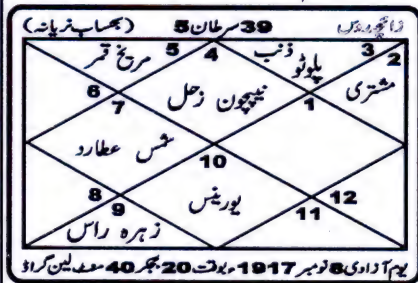 زائچہ روس 39 سرطان 5 (بحساب نریانہ)
2 3 ذنب 4 5
پلوٹو مریخ قمر
مشتری نیپچون زحل
1 7 6
شمس عطارد
10
12 یورینس 8
11 9
زہرہ راس
یوم آزادی 8 نومبر 1917ء بوقت 20 بجکر 40 منٹ لینن گراڈ